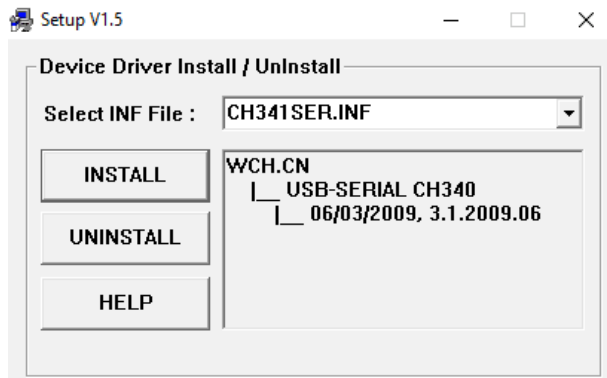 Setup V1.5
Device Driver Install / UnInstall
Select INF File :
CH341SER.INF
INSTALL
WCH.CN
|__ USB-SERIAL CH340
|__ 06/03/2009, 3.1.2009.06
UNINSTALL
HELP